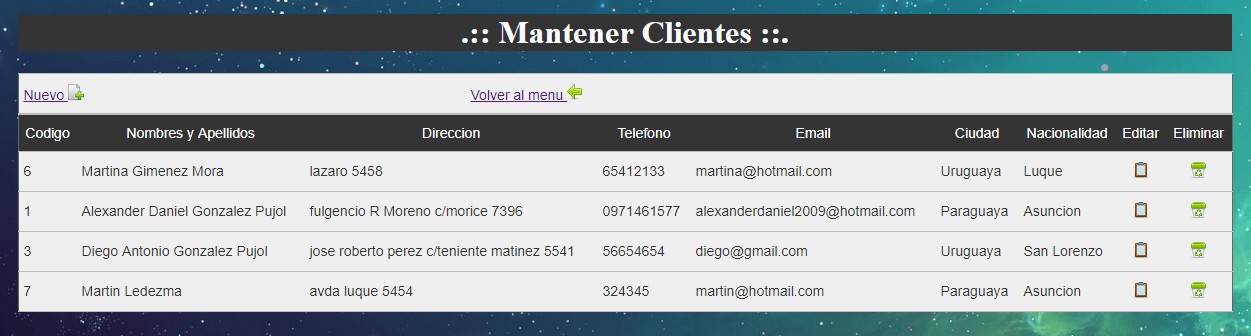 .:: Mantener Clientes ::.
Nuevo Volver al menu
Codigo Nombres y Apellidos Direccion Telefono Email Ciudad Nacionalidad Editar Eliminar
6 Martina Gimenez Mora lazaro 5458 65412133 martina@hotmail.com Uruguaya Luque
1 Alexander Daniel Gonzalez Pujol fulgencio R Moreno c/morice 7396 0971461577 alexanderdaniel2009@hotmail.com Paraguaya Asuncion
3 Diego Antonio Gonzalez Pujol jose roberto perez c/teniente matinez 5541 56654654 diego@gmail.com Uruguaya San Lorenzo
7 Martin Ledezma avda luque 5454 324345 martin@hotmail.com Paraguaya Asuncion